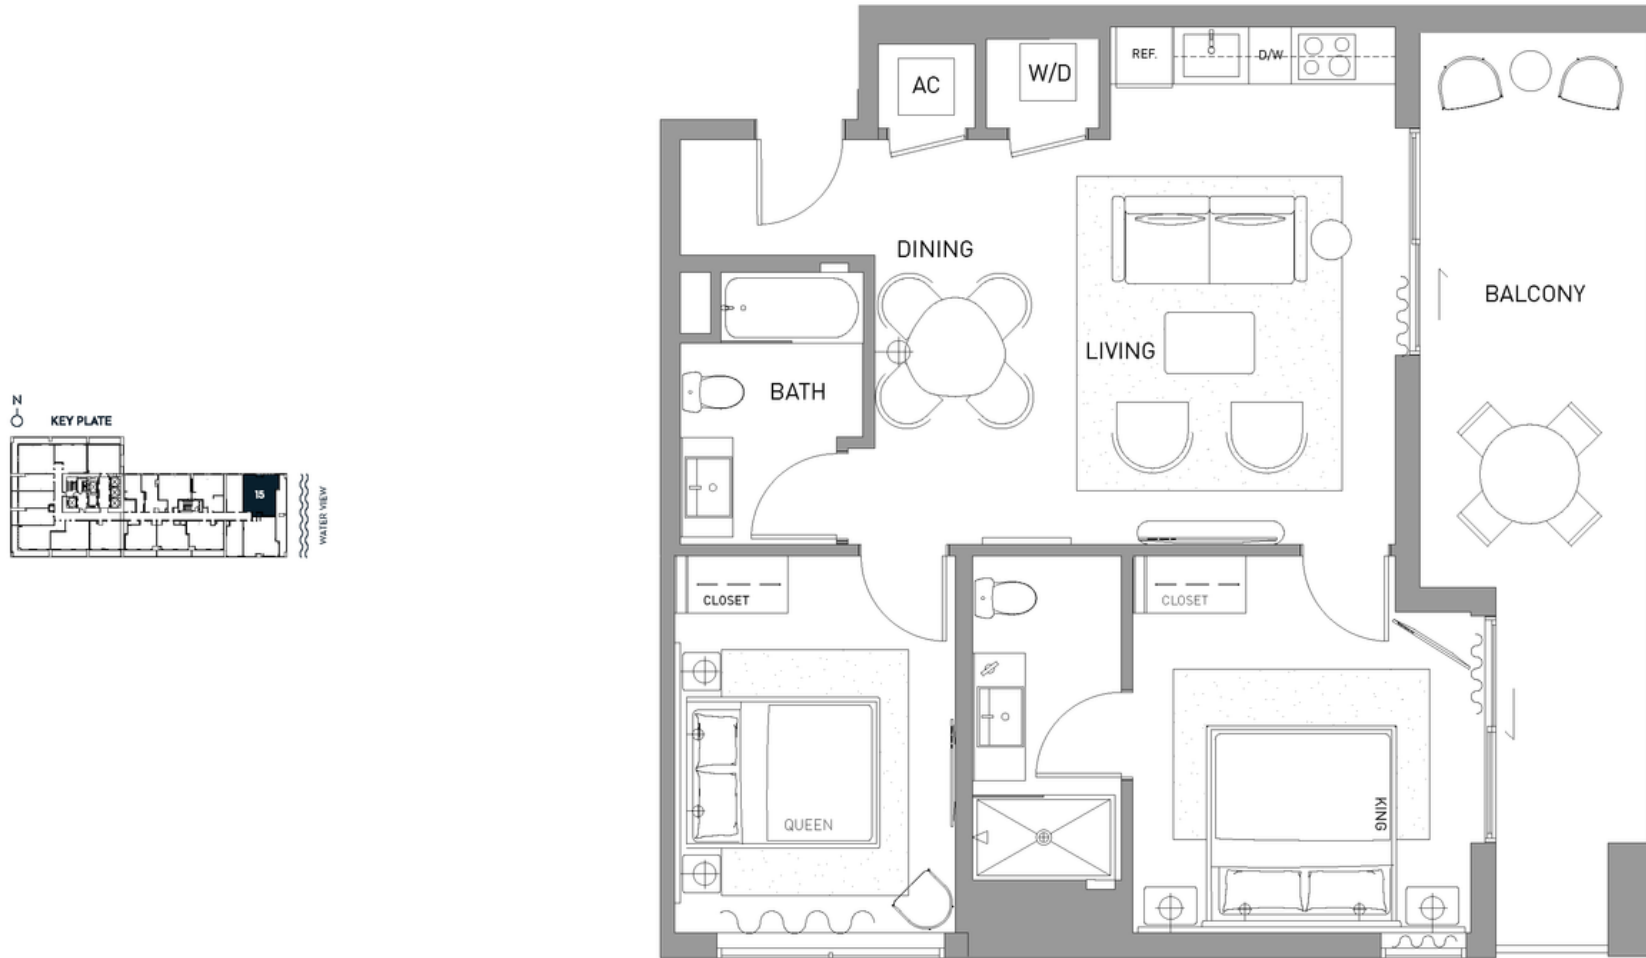 AC
W/D
REF.
D/W
DINING
BALCONY
LIVING
BATH
N
KEY PLATE
15
WATER VIEW
CLOSET
CLOSET
QUEEN
KING